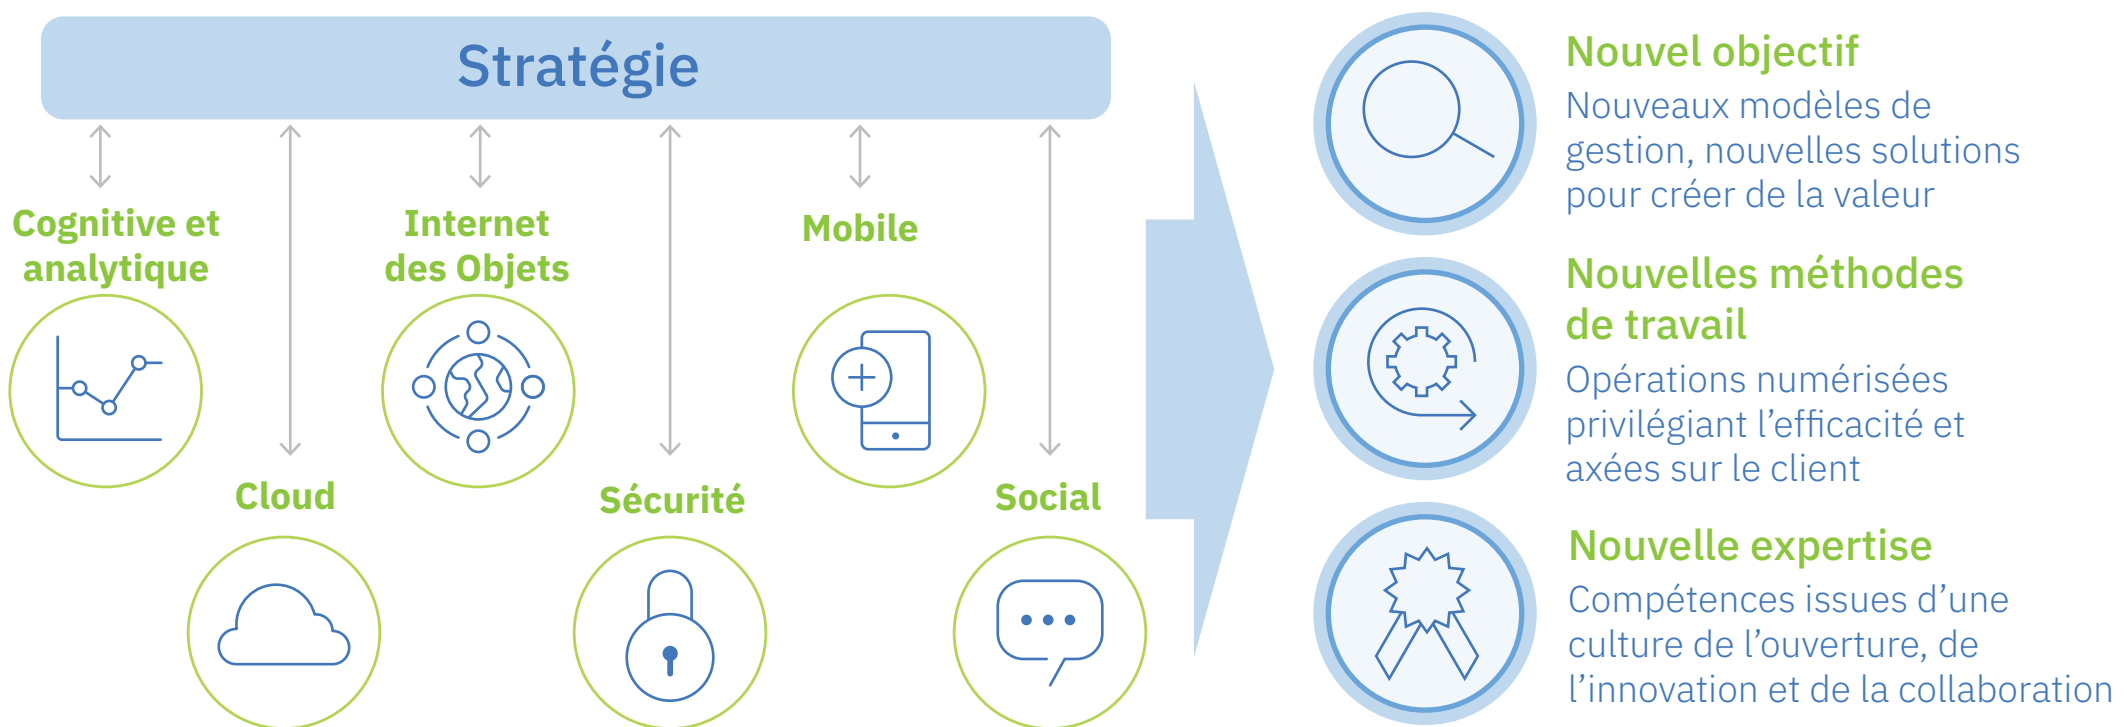 Stratégie
Cognitive et
analytique
Internet
des Objets
Mobile
Cloud
Sécurité
Social
Nouvel objectif
Nouveaux modèles de
gestion, nouvelles solutions
pour créer de la valeur
Nouvelles méthodes
de travail
Opérations numérisées
privilégiant l’efficacité et
axées sur le client
Nouvelle expertise
Compétences issues d’une
culture de l’ouverture, de
l’innovation et de la collaboration